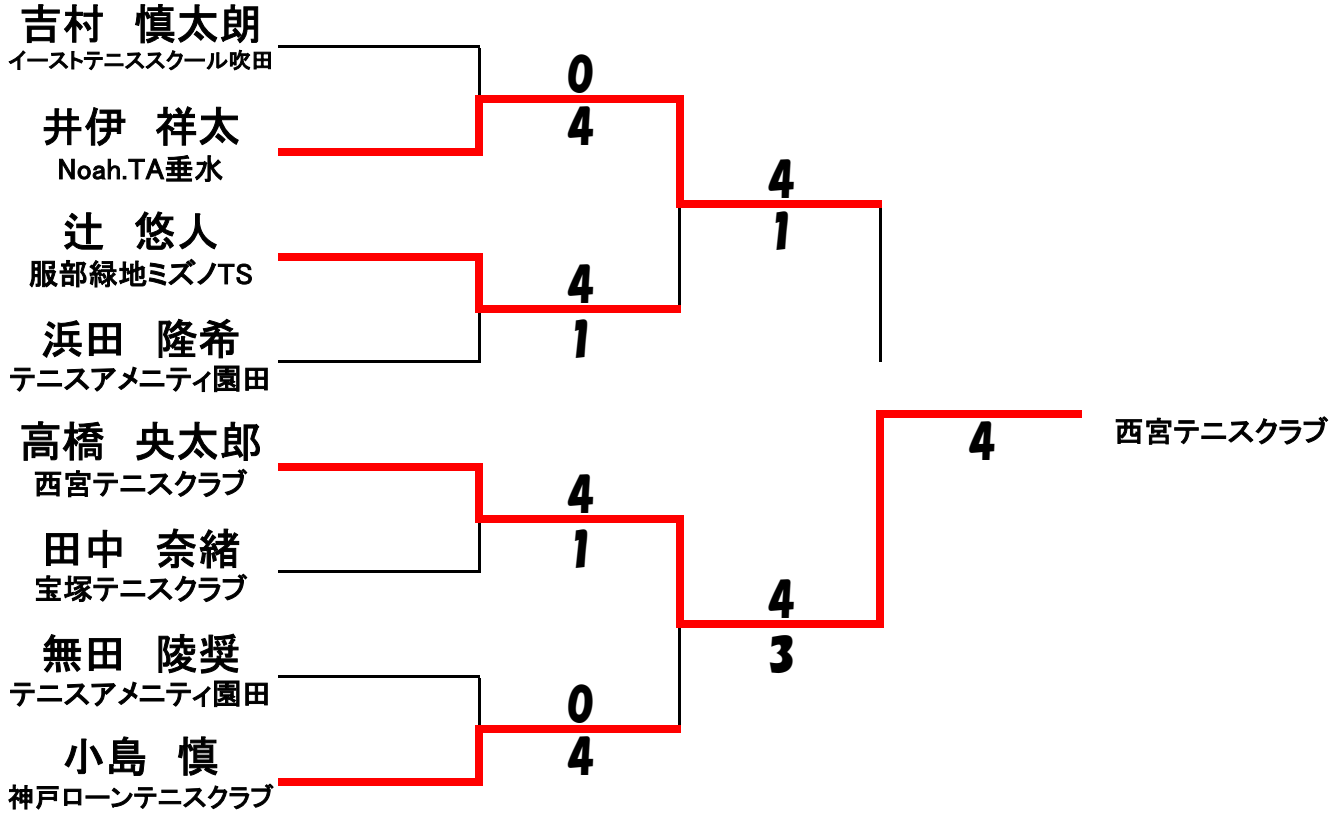 吉村　慎太朗
イーストテニススクール吹田
0
井伊　祥太
4
Noah.TA垂水
4
辻　悠人
1
服部緑地ミズノTS
4
浜田　隆希
1
テニスアメニティ園田
高橋　央太郎
4
西宮テニスクラブ
西宮テニスクラブ
4
田中　奈緒
1
宝塚テニスクラブ
4
無田　陵奨
3
テニスアメニティ園田
0
小島　慎
4
神戸ローンテニスクラブ